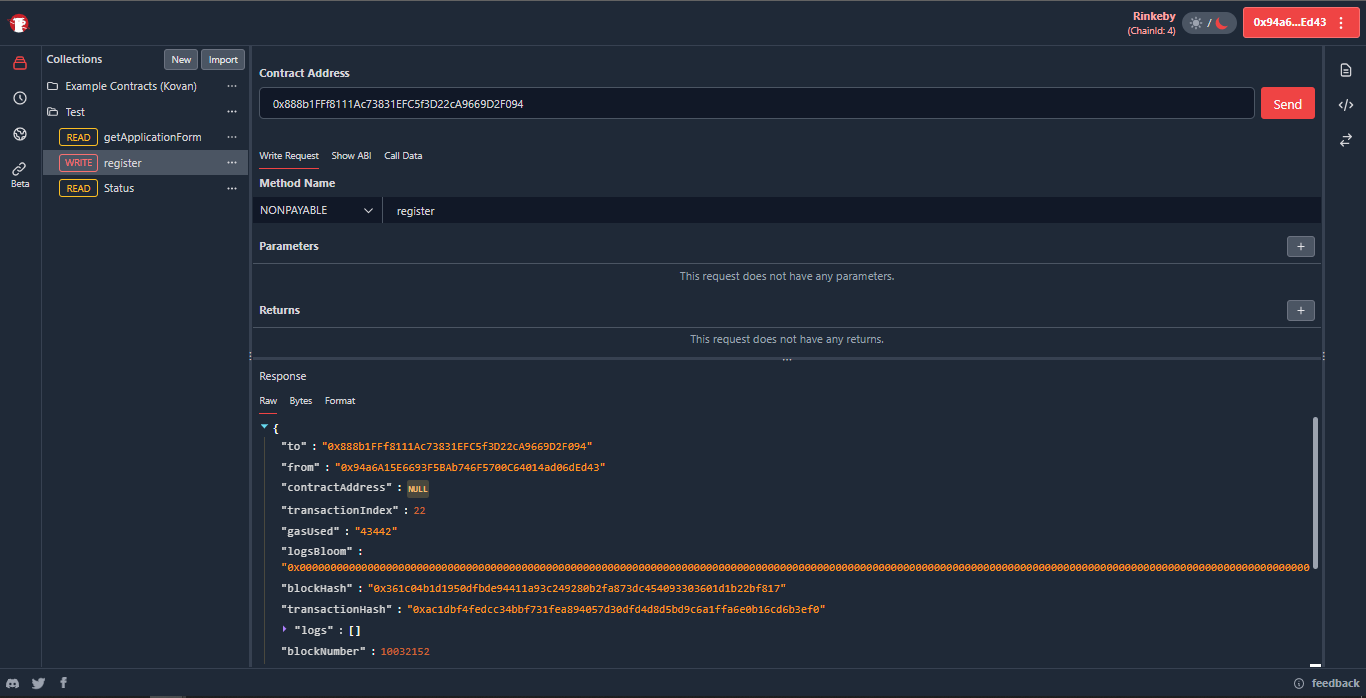 Rinkeby
(ChainId: 4)
/
0x94a6...Ed43
Collections
New
Import
Example Contracts (Kovan)
Test
READ getApplicationForm
WRITE register
READ Status
Beta
Contract Address
0x888b1FFf8111Ac73831EFC5f3D22cA9669D2F094
Send
Write Request Show ABI Call Data
Method Name
NONPAYABLE register
Parameters
+
This request does not have any parameters.
Returns
+
This request does not have any returns.
Response
Raw Bytes Format
{
"to" : "0x888b1FFf8111Ac73831EFC5f3D22cA9669D2F094"
"from" : "0x94a6A15E6693F5BAb746F5700C64014ad06dEd43"
"contractAddress" : NULL
"transactionIndex" : 22
"gasUsed" : "43442"
"logsBloom" :
"blockHash" : "0x361c04b1d1950dfbde94411a93c249280b2fa873dc454093303601d1b22bf817"
"transactionHash" : "0xac1dbf4fedcc34bbf731fea894057d30dfd4d8d5bd9c6a1ffa6e0b16cd6b3ef0"
"logs" : []
"blockNumber" : 10032152
feedback